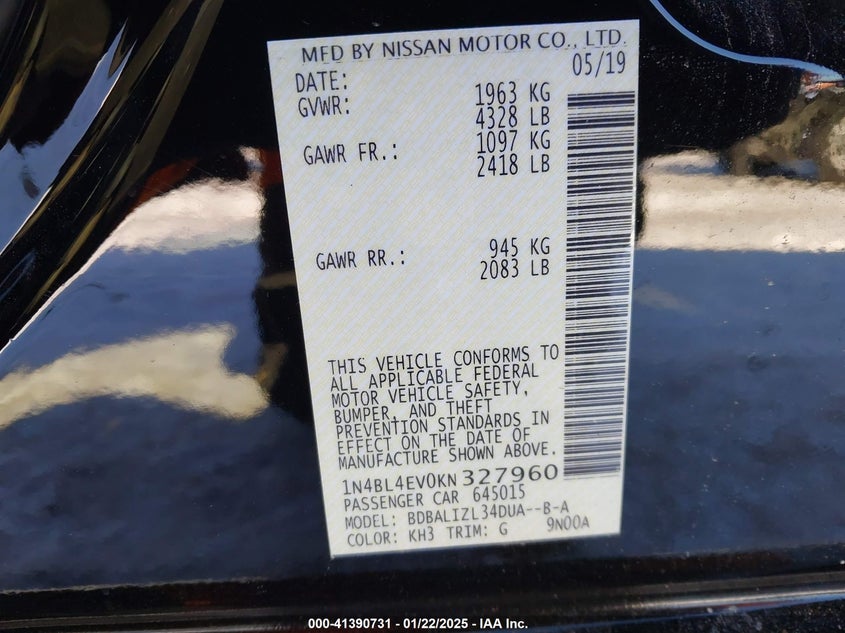 MFD BY NISSAN MOTOR CO., LTD.
DATE: 05/19
GVWR: 1963 KG
4328 LB
GAWR FR.: 1097 KG
2418 LB
GAWR RR.: 945 KG
2083 LB
THIS VEHICLE CONFORMS TO
ALL APPLICABLE FEDERAL
MOTOR VEHICLE SAFETY,
BUMPER, AND THEFT
PREVENTION STANDARDS IN
EFFECT ON THE DATE OF
MANUFACTURE SHOWN ABOVE.
1N4BL4EV0KN327960
PASSENGER CAR 645015
MODEL: BDBALIZL34DUA--B-A
COLOR: KH3 TRIM: G 9N00A
000-41390731 - 01/22/2025 - IAA Inc.